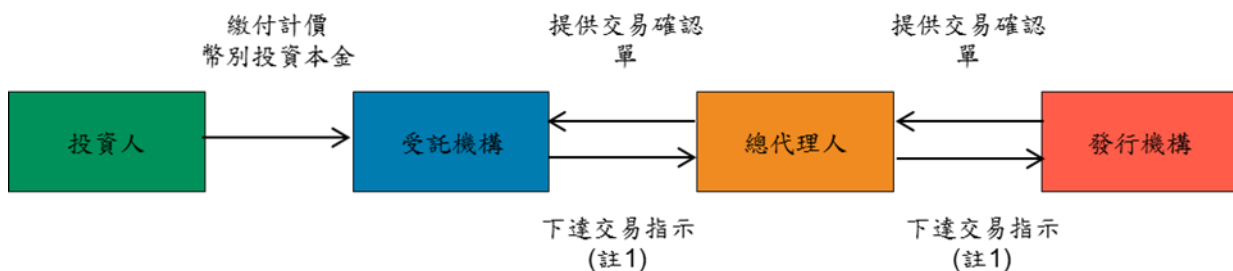 繳付計價
幣別投資本金
提供交易確認
單
提供交易確認
單
投資人
受託機構
總代理人
發行機構
下達交易指示
(註1)
下達交易指示
(註1)